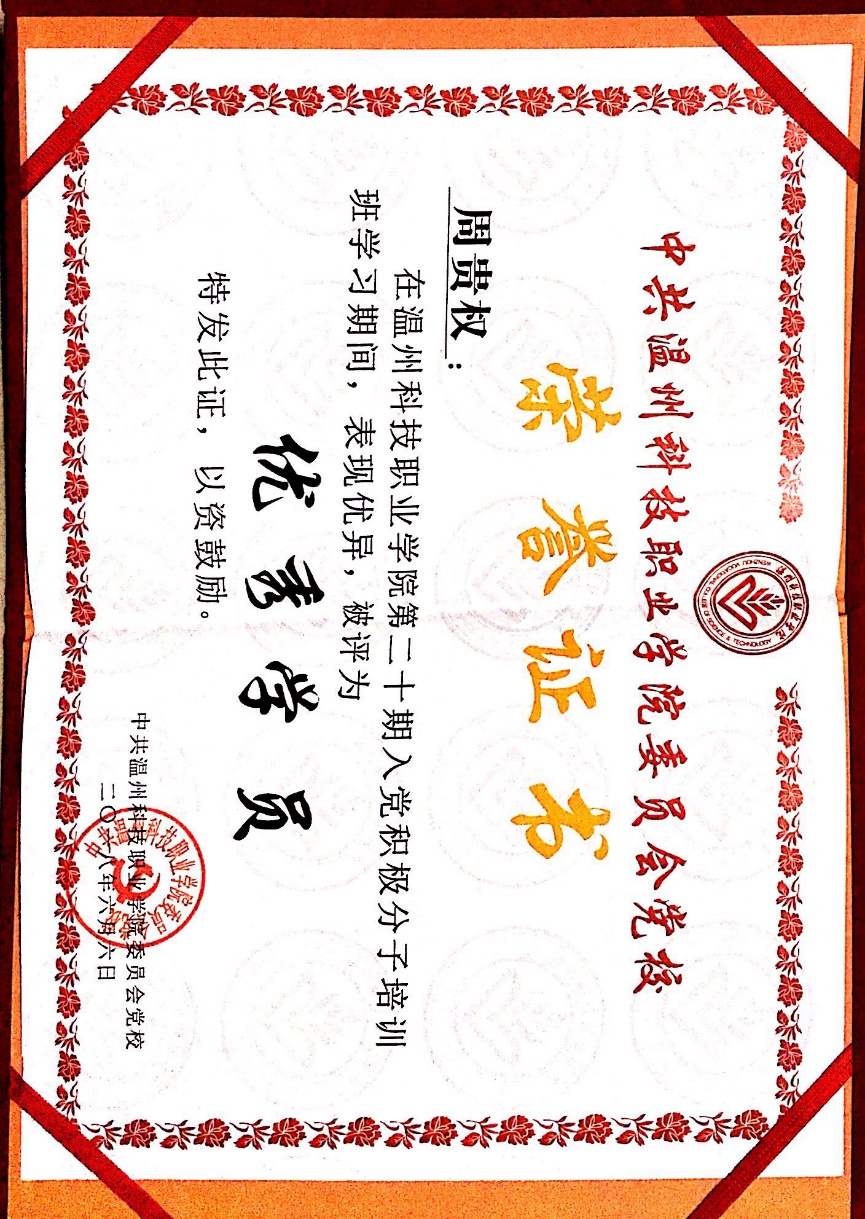 中共温州科技职业学院委员会党校
荣誉证书
周贵权：
在温州科技职业学院第二十期入党积极分子培训
班学习期间，表现优异，被评为
优秀学员
特发此证，以资鼓励。
中共温州科技职业学院委员会党校
二〇一八年六月六日